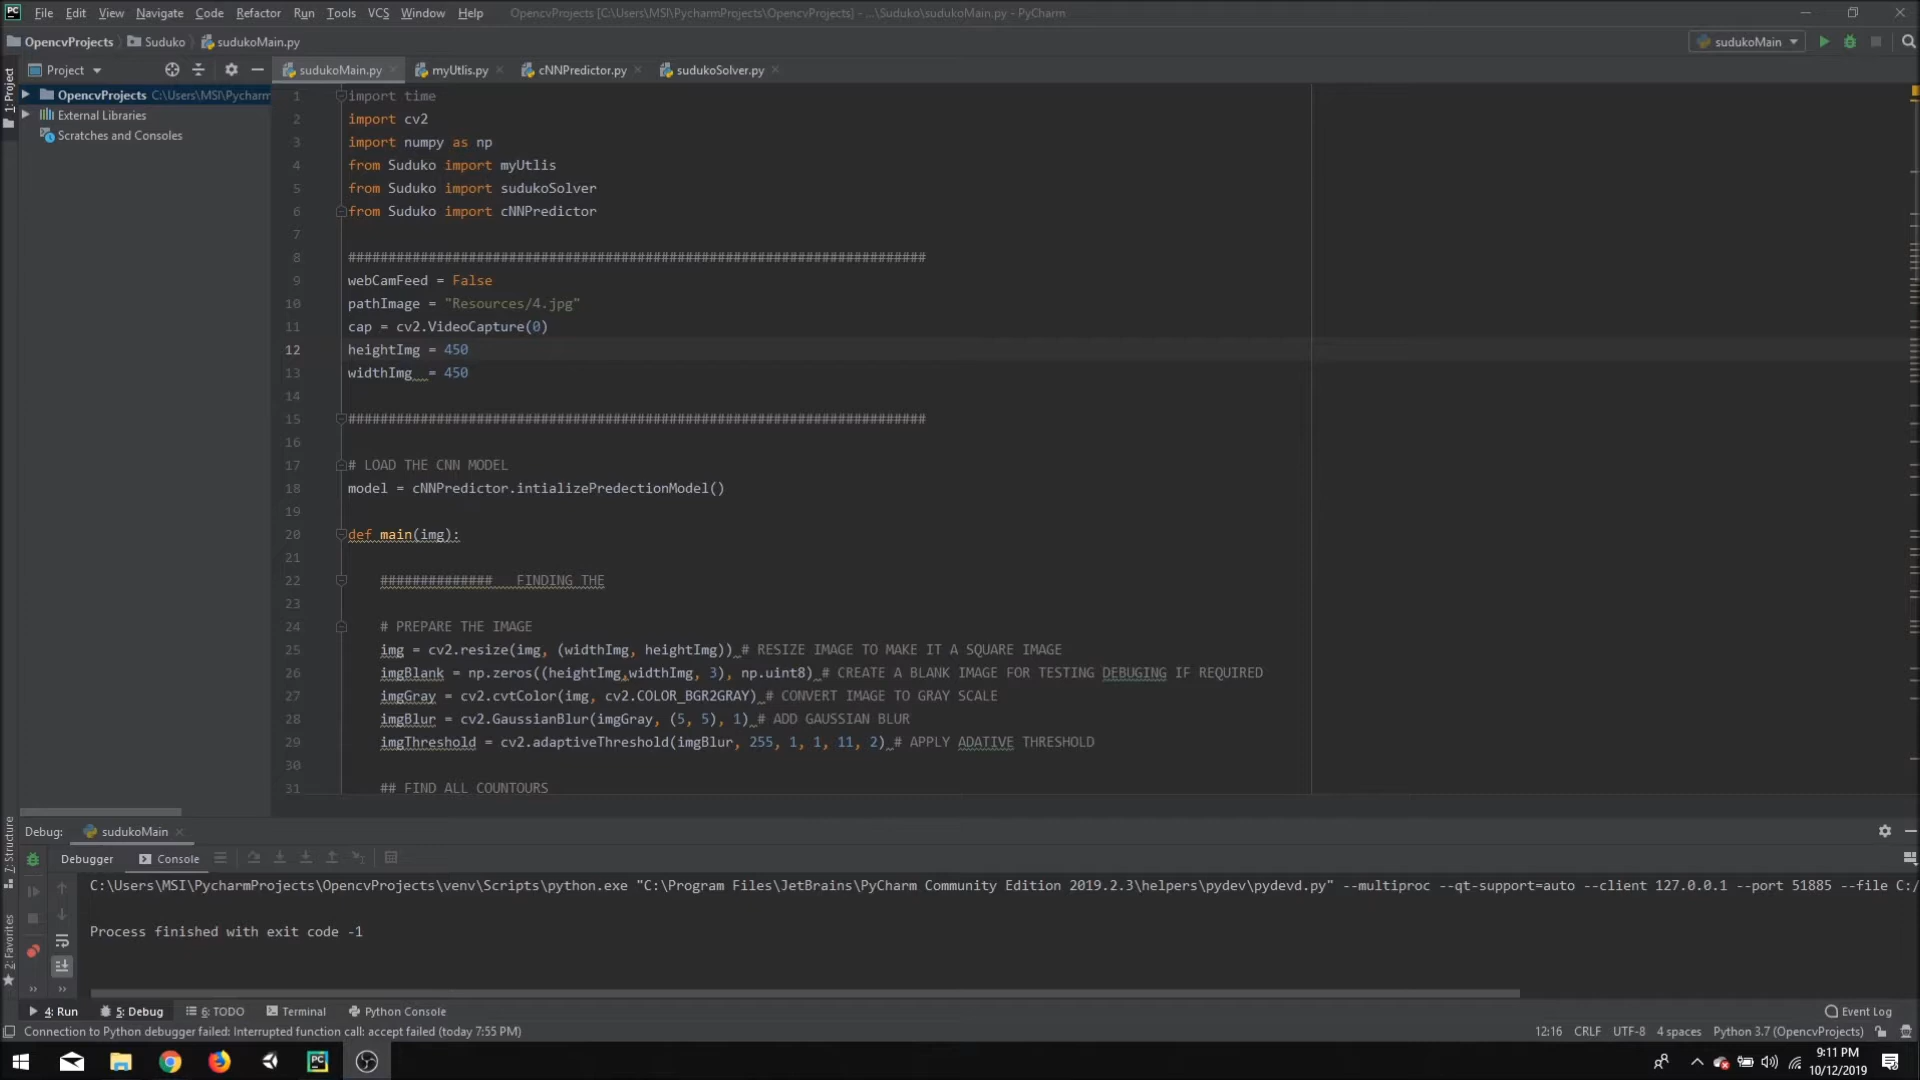 File Edit View Navigate Code Refactor Run Tools VCS Window Help OpencvProjects [C:\Users\MSI\PycharmProjects\OpencvProjects] - ...\Suduko\sudukoMain.py - PyCharm
OpencvProjects Suduko sudukoMain.py sudukoMain
Project sudukoMain.py myUtlis.py cNNPredictor.py sudokoSolver.py
1: Project
OpencvProjects C:\Users\MSI\Pycharm
External Libraries
Scratches and Consoles
1 import time
2 import cv2
3 import numpy as np
4 from Suduko import myUtlis
5 from Suduko import sudukoSolver
6 from Suduko import cNNPredictor
7
8 ########################################################################
9 webCamFeed = False
10 pathImage = "Resources/4.jpg"
11 cap = cv2.VideoCapture(0)
12 heightImg = 450
13 widthImg  = 450
14
15 ########################################################################
16
17 # LOAD THE CNN MODEL
18 model = cNNPredictor.intializePredectionModel()
19
20 def main(img):
21
22 ##############   FINDING THE
23
24 # PREPARE THE IMAGE
25 img = cv2.resize(img, (widthImg, heightImg)) # RESIZE IMAGE TO MAKE IT A SQUARE IMAGE
26 imgBlank = np.zeros((heightImg,widthImg, 3), np.uint8) # CREATE A BLANK IMAGE FOR TESTING DEBUGING IF REQUIRED
27 imgGray = cv2.cvtColor(img, cv2.COLOR_BGR2GRAY) # CONVERT IMAGE TO GRAY SCALE
28 imgBlur = cv2.GaussianBlur(imgGray, (5, 5), 1) # ADD GAUSSIAN BLUR
29 imgThreshold = cv2.adaptiveThreshold(imgBlur, 255, 1, 1, 11, 2) # APPLY ADATIVE THRESHOLD
30
31 ## FIND ALL COUNTOURS
7: Structure
2: Favorites
Debug: sudukoMain
Debugger Console
C:\Users\MSI\PycharmProjects\OpencvProjects\venv\Scripts\python.exe "C:\Program Files\JetBrains\PyCharm Community Edition 2019.2.3\helpers\pydev\pydevd.py" --multiproc --qt-support=auto --client 127.0.0.1 --port 51885 --file C:/
Process finished with exit code -1
4: Run 5: Debug 6: TODO Terminal Python Console Event Log
Connection to Python debugger failed: Interrupted function call: accept failed (today 7:55 PM) 12:16 CRLF UTF-8 4 spaces Python 3.7 (OpencvProjects)
9:11 PM
10/12/2019